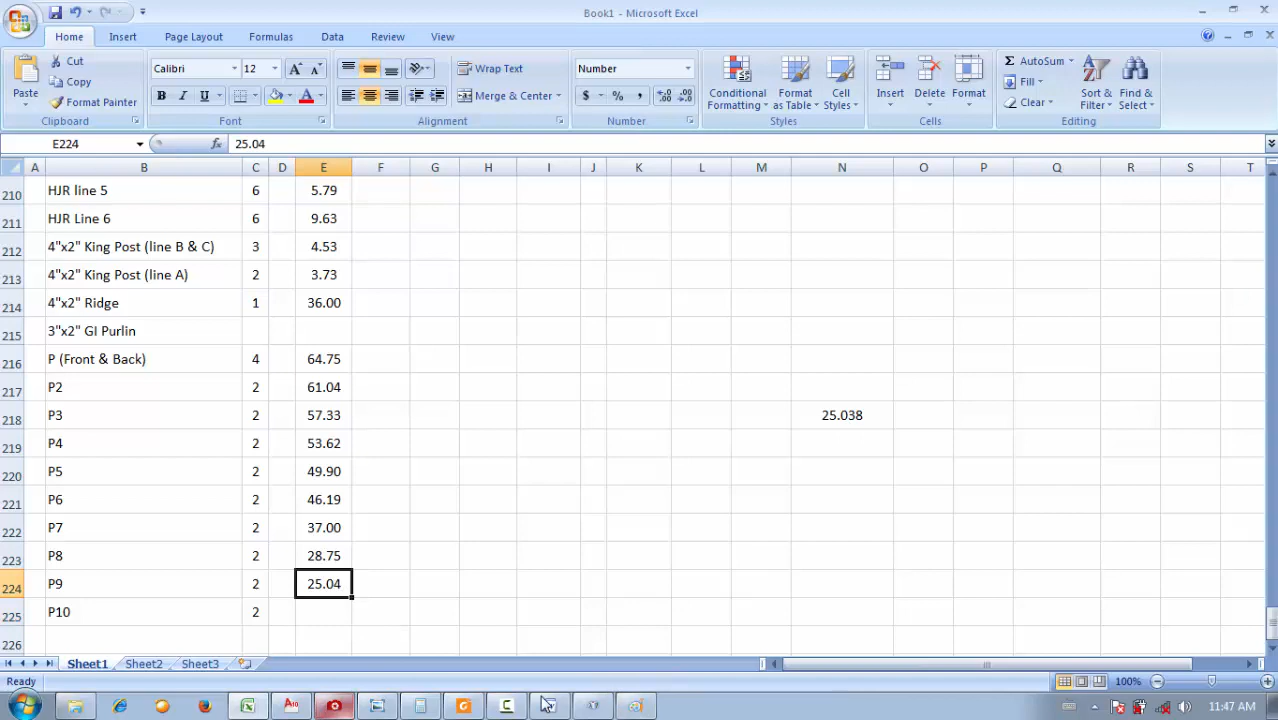 Book1 - Microsoft Excel
Home Insert Page Layout Formulas Data Review View
Paste
Cut
Copy
Format Painter
Clipboard
Calibri 12
B I U
Font
Wrap Text
Merge & Center
Alignment
Number
$ % ,
Number
Conditional Formatting
Format as Table
Cell Styles
Styles
Insert Delete Format
Cells
Σ AutoSum
Fill
Clear
Sort & Filter
Find & Select
Editing
E224 fx 25.04
A B C D E F G H I J K L M N O P Q R S T
210 HJR line 5 6 5.79
211 HJR Line 6 6 9.63
212 4"x2" King Post (line B & C) 3 4.53
213 4"x2" King Post (line A) 2 3.73
214 4"x2" Ridge 1 36.00
215 3"x2" GI Purlin
216 P (Front & Back) 4 64.75
217 P2 2 61.04
218 P3 2 57.33 25.038
219 P4 2 53.62
220 P5 2 49.90
221 P6 2 46.19
222 P7 2 37.00
223 P8 2 28.75
224 P9 2 25.04
225 P10 2
226
Sheet1 Sheet2 Sheet3
Ready 100%
11:47 AM